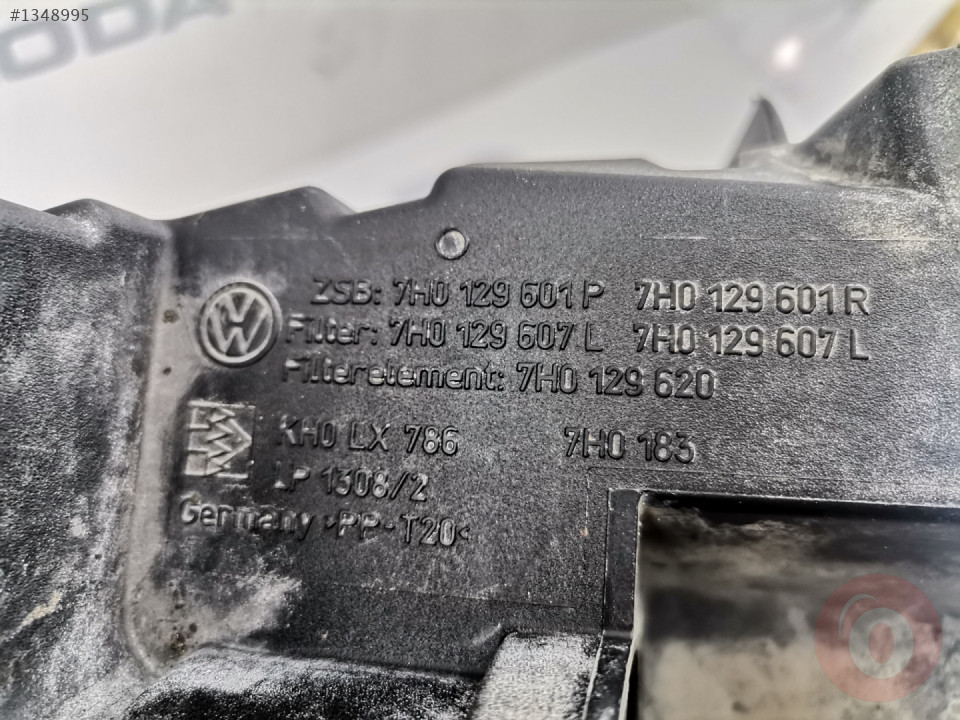 #1348995
ODA
ZSB: 7H0 129 601 P 7H0 129 601 R
Filter: 7H0 129 607 L 7H0 129 607 L
Filterelement: 7H0 129 620
KH0 LX 786 7H0 183
LP 1308/2
Germany >PP-T20<